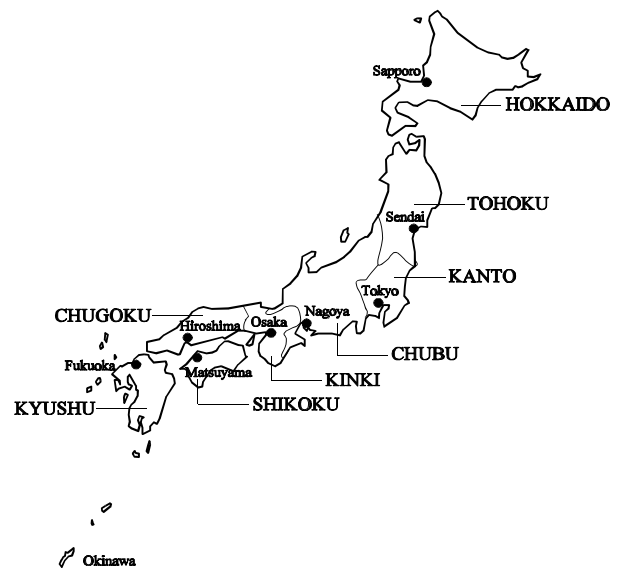 Sapporo
HOKKAIDO
TOHOKU
Sendai
KANTO
Tokyo
CHUGOKU
Nagoya
Osaka
Hiroshima
CHUBU
Fukuoka
Matsuyama
KINKI
SHIKOKU
KYUSHU
Okinawa